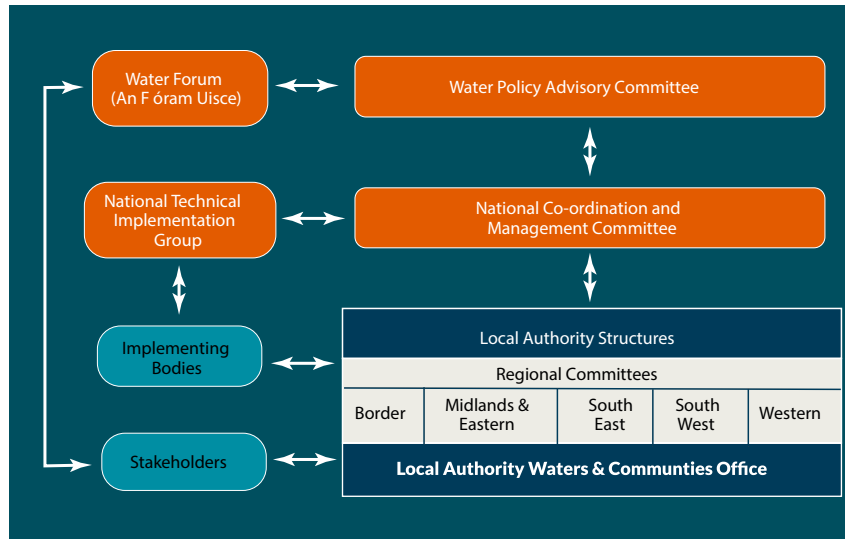 Water Forum
(An F óram Uisce)
Water Policy Advisory Committee
National Technical
Implementation
Group
National Co-ordination and
Management Committee
Implementing
Bodies
Local Authority Structures
Regional Committees
Border
Midlands &
Eastern
South
East
South
West
Western
Stakeholders
Local Authority Waters & Communties Office